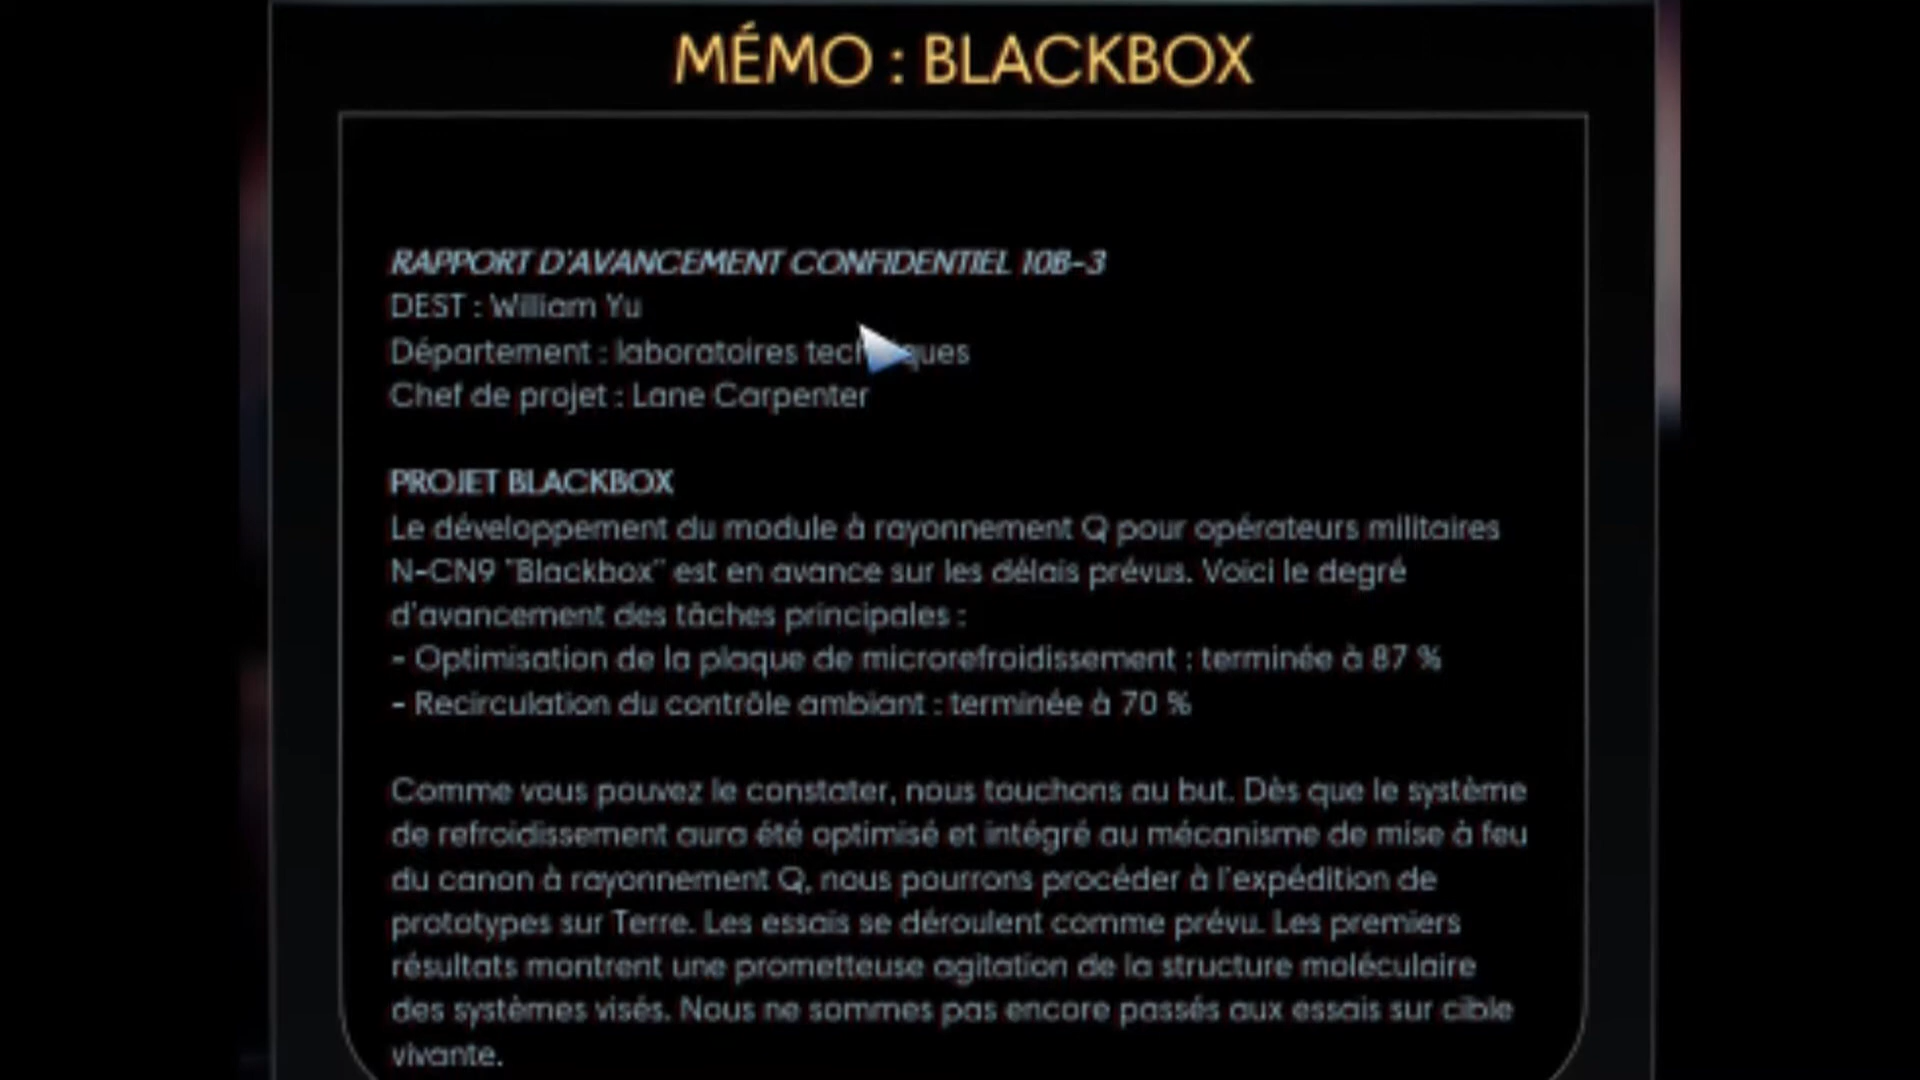 MÉMO : BLACKBOX
RAPPORT D'AVANCEMENT CONFIDENTIEL 10B-3
DEST : William Yu
Département : laboratoires techniques
Chef de projet : Lane Carpenter
PROJET BLACKBOX
Le développement du module à rayonnement Q pour opérateurs militaires
N-CN9 "Blackbox" est en avance sur les délais prévus. Voici le degré
d'avancement des tâches principales :
- Optimisation de la plaque de microrefroidissement : terminée à 87 %
- Recirculation du contrôle ambiant : terminée à 70 %
Comme vous pouvez le constater, nous touchons au but. Dès que le système
de refroidissement aura été optimisé et intégré au mécanisme de mise à feu
du canon à rayonnement Q, nous pourrons procéder à l'expédition de
prototypes sur Terre. Les essais se déroulent comme prévu. Les premiers
résultats montrent une prometteuse agitation de la structure moléculaire
des systèmes visés. Nous ne sommes pas encore passés aux essais sur cible
vivante.